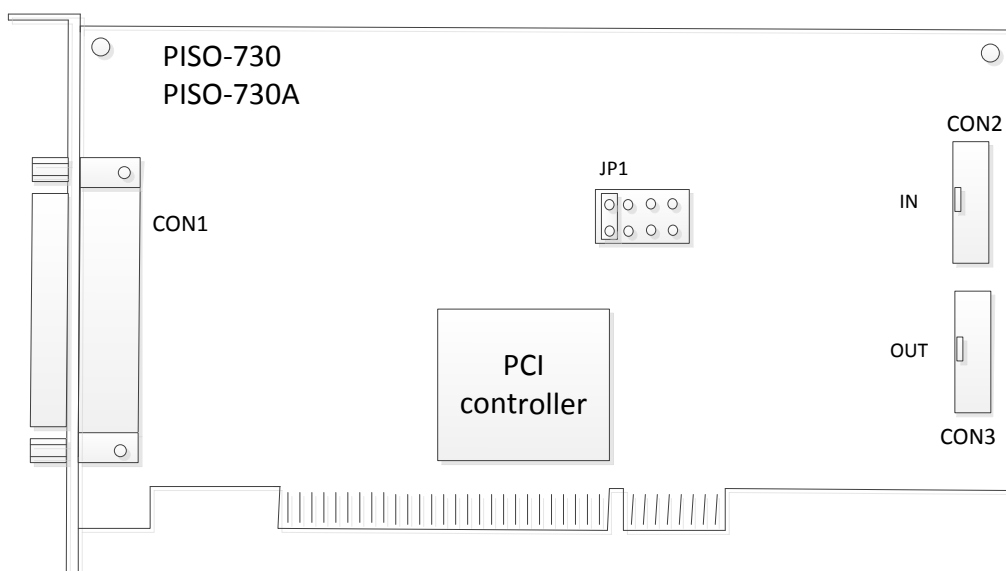 PISO-730
PISO-730A
CON2
JP1
IN
CON1
OUT
PCI
controller
CON3